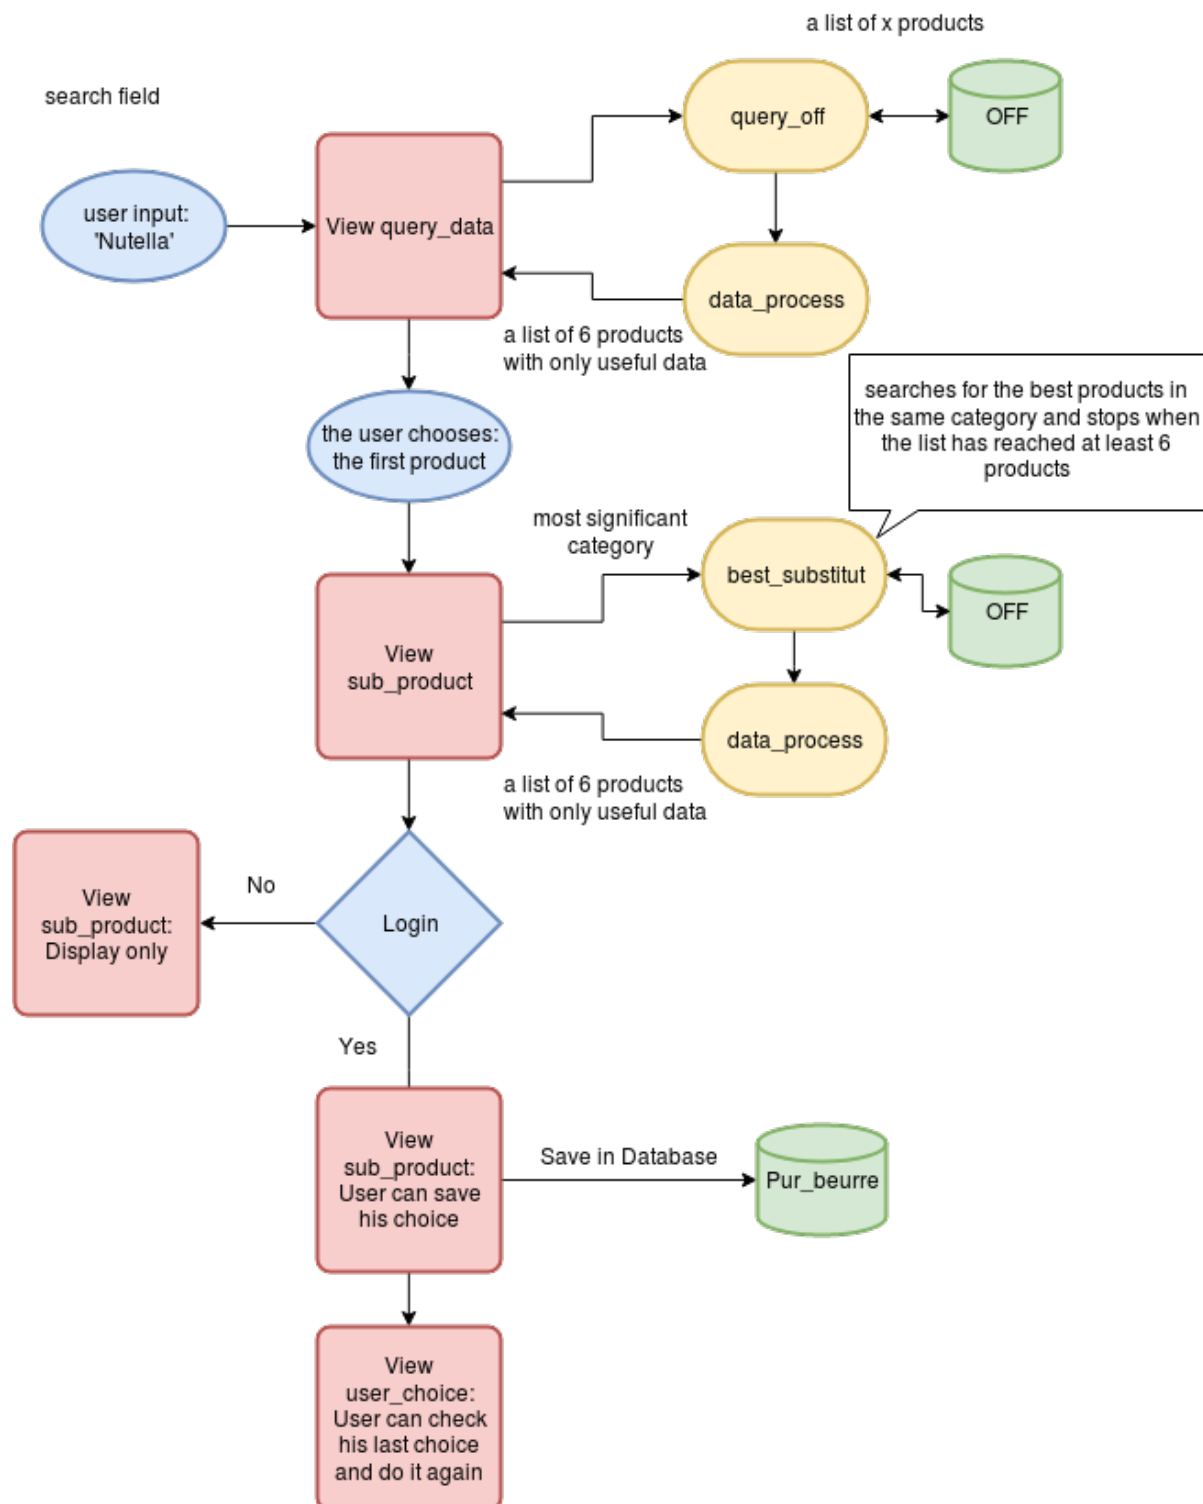 a list of x products
search field
query_off
OFF
user input:
'Nutella'
View query_data
data_process
a list of 6 products
with only useful data
searches for the best products in
the same category and stops when
the list has reached at least 6
products
the user chooses:
the first product
most significant
category
best_substitut
OFF
View
sub_product
data_process
a list of 6 products
with only useful data
No
View
sub_product:
Display only
Login
Yes
View
sub_product:
User can save
his choice
Save in Database
Pur_beurre
View
user_choice:
User can check
his last choice
and do it again